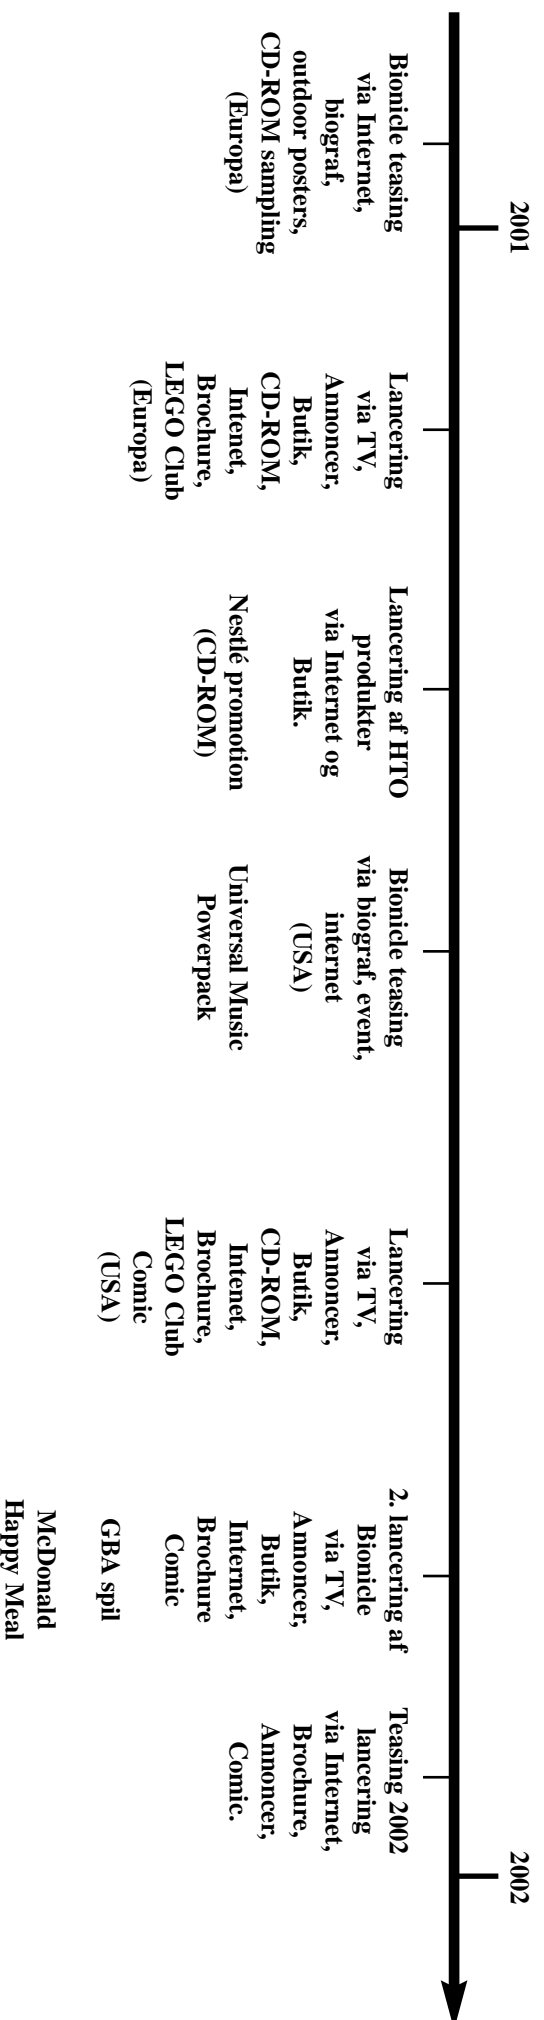 2001
2002
Bionicle teasing
via Internet,
biograf,
outdoor posters,
CD-ROM sampling
(Europa)
Lancering
via TV,
Annoncer,
Butik,
CD-ROM,
Intenet,
Brochure,
LEGO Club
(Europa)
Lancering af HTO
produkter
via Internet og
Butik.
Nestlé promotion
(CD-ROM)
Bionicle teasing
via biograf, event,
internet
(USA)
Universal Music
Powerpack
Lancering
via TV,
Annoncer,
Butik,
CD-ROM,
Intenet,
Brochure,
LEGO Club
Comic
(USA)
2. lancering af
Bionicle
via TV,
Annoncer,
Butik,
Internet,
Brochure
Comic
GBA spil
McDonald
Happy Meal
Teasing 2002
lancering
via Internet,
Brochure,
Annoncer,
Comic.